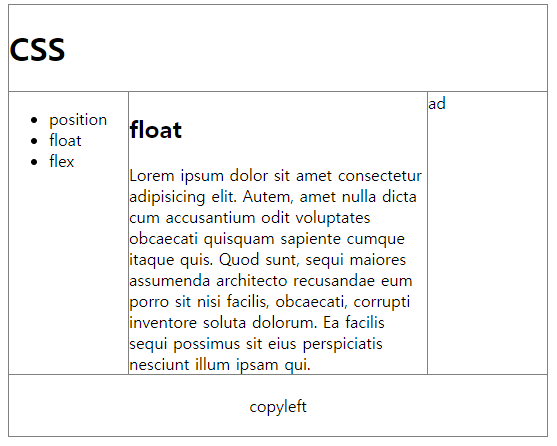 CSS
position
float
flex
float
Lorem ipsum dolor sit amet consectetur
adipisicing elit. Autem, amet nulla dicta
cum accusantium odit voluptates
obcaecati quisquam sapiente cumque
itaque quis. Quod sunt, sequi maiores
assumenda architecto recusandae eum
porro sit nisi facilis, obcaecati, corrupti
inventore soluta dolorum. Ea facilis
sequi possimus sit eius perspiciatis
nesciunt illum ipsam qui.
ad
copyleft